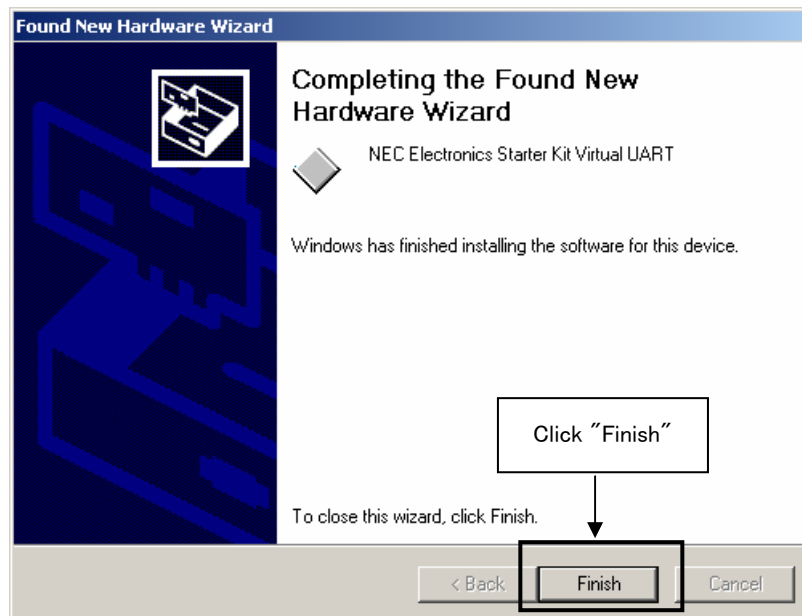 Found New Hardware Wizard
Completing the Found New
Hardware Wizard
NEC Electronics Starter Kit Virtual UART
Windows has finished installing the software for this device.
Click "Finish"
To close this wizard, click Finish.
< Back Finish Cancel